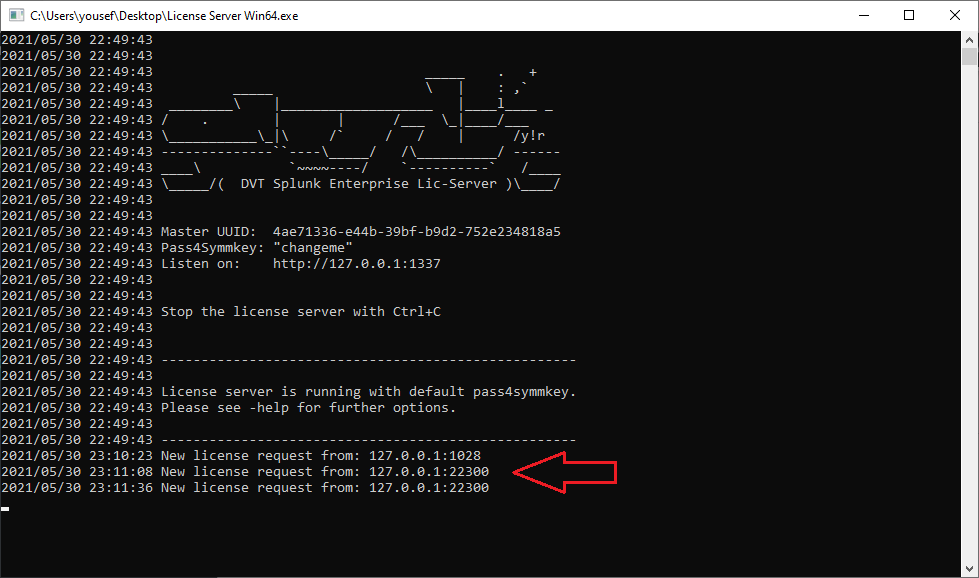 C:\Users\yousef\Desktop\License Server Win64.exe
2021/05/30 22:49:43
2021/05/30 22:49:43
2021/05/30 22:49:43                                  _____    .   +
2021/05/30 22:49:43          _____                   \   |    : ,`
2021/05/30 22:49:43  ________\    |___________________   |____l____ _
2021/05/30 22:49:43 /    .        |       |      /___  \_|____/___
2021/05/30 22:49:43 \___________\_|\     /`     /   /    |      /y!r
2021/05/30 22:49:43 --------------``----\_____/   /\__________/ ------
2021/05/30 22:49:43 ____\           `~~~~----/    `----------`   /____
2021/05/30 22:49:43 \_____/(  DVT Splunk Enterprise Lic-Server )\____/
2021/05/30 22:49:43
2021/05/30 22:49:43
2021/05/30 22:49:43 Master UUID:  4ae71336-e44b-39bf-b9d2-752e234818a5
2021/05/30 22:49:43 Pass4Symmkey: "changeme"
2021/05/30 22:49:43 Listen on:    http://127.0.0.1:1337
2021/05/30 22:49:43
2021/05/30 22:49:43
2021/05/30 22:49:43 Stop the license server with Ctrl+C
2021/05/30 22:49:43
2021/05/30 22:49:43
2021/05/30 22:49:43 ----------------------------------------------------
2021/05/30 22:49:43
2021/05/30 22:49:43 License server is running with default pass4symmkey.
2021/05/30 22:49:43 Please see -help for further options.
2021/05/30 22:49:43
2021/05/30 22:49:43 ----------------------------------------------------
2021/05/30 23:10:23 New license request from: 127.0.0.1:1028
2021/05/30 23:11:08 New license request from: 127.0.0.1:22300
2021/05/30 23:11:36 New license request from: 127.0.0.1:22300